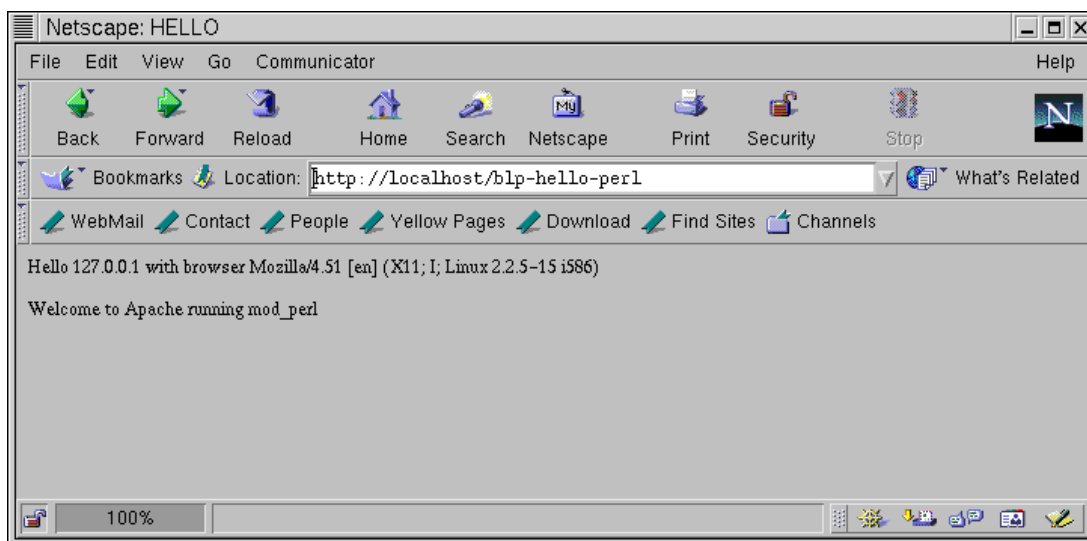 Netscape: HELLO
File Edit View Go Communicator Help
Back Forward Reload Home Search Netscape Print Security Stop
My
N
Bookmarks Location: http://localhost/blp-hello-perl What's Related
WebMail Contact People Yellow Pages Download Find Sites Channels
Hello 127.0.0.1 with browser Mozilla/4.51 [en] (X11; I; Linux 2.2.5-15 i586)
Welcome to Apache running mod_perl
100%